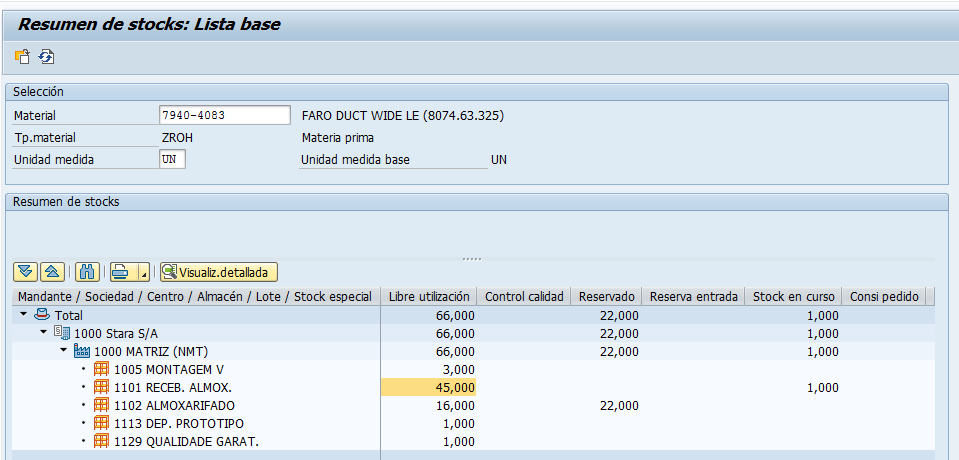 Resumen de stocks: Lista base
Selección
Material 7940-4083 FARO DUCT WIDE LE (8074.63.325)
Tp.material ZROH Materia prima
Unidad medida UN Unidad medida base UN
Resumen de stocks
Visualiz.detallada
Mandante / Sociedad / Centro / Almacén / Lote / Stock especial Libre utilización Control calidad Reservado Reserva entrada Stock en curso Consi pedido
Total 66,000 22,000 1,000
1000 Stara S/A 66,000 22,000 1,000
1000 MATRIZ (NMT) 66,000 22,000 1,000
1005 MONTAGEM V 3,000
1101 RECEB. ALMOX. 45,000 1,000
1102 ALMOXARIFADO 16,000 22,000
1113 DEP. PROTOTIPO 1,000
1129 QUALIDADE GARAT. 1,000